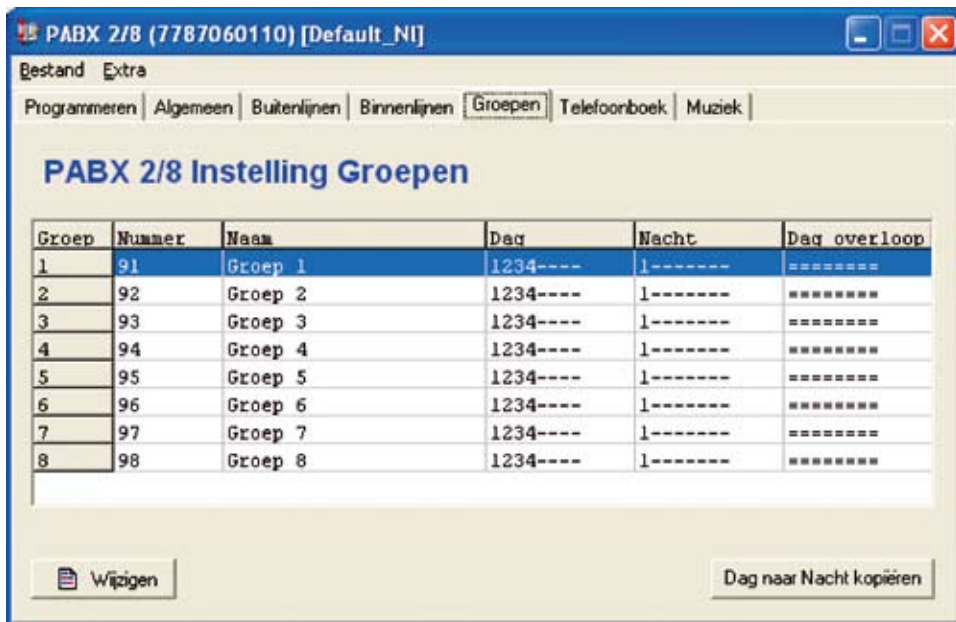 PABX 2/8 (7787060110) [Default_Nl]
Bestand Extra
Programmeren Algemeen Buitenlijnen Binnenlijnen Groepen Telefoonboek Muziek
PABX 2/8 Instelling Groepen
Groep Nummer Naam Dag Nacht Dag overloop
1 91 Groep 1 1234---- 1------- ========
2 92 Groep 2 1234---- 1------- ========
3 93 Groep 3 1234---- 1------- ========
4 94 Groep 4 1234---- 1------- ========
5 95 Groep 5 1234---- 1------- ========
6 96 Groep 6 1234---- 1------- ========
7 97 Groep 7 1234---- 1------- ========
8 98 Groep 8 1234---- 1------- ========
Wijzigen Dag naar Nacht kopiëren